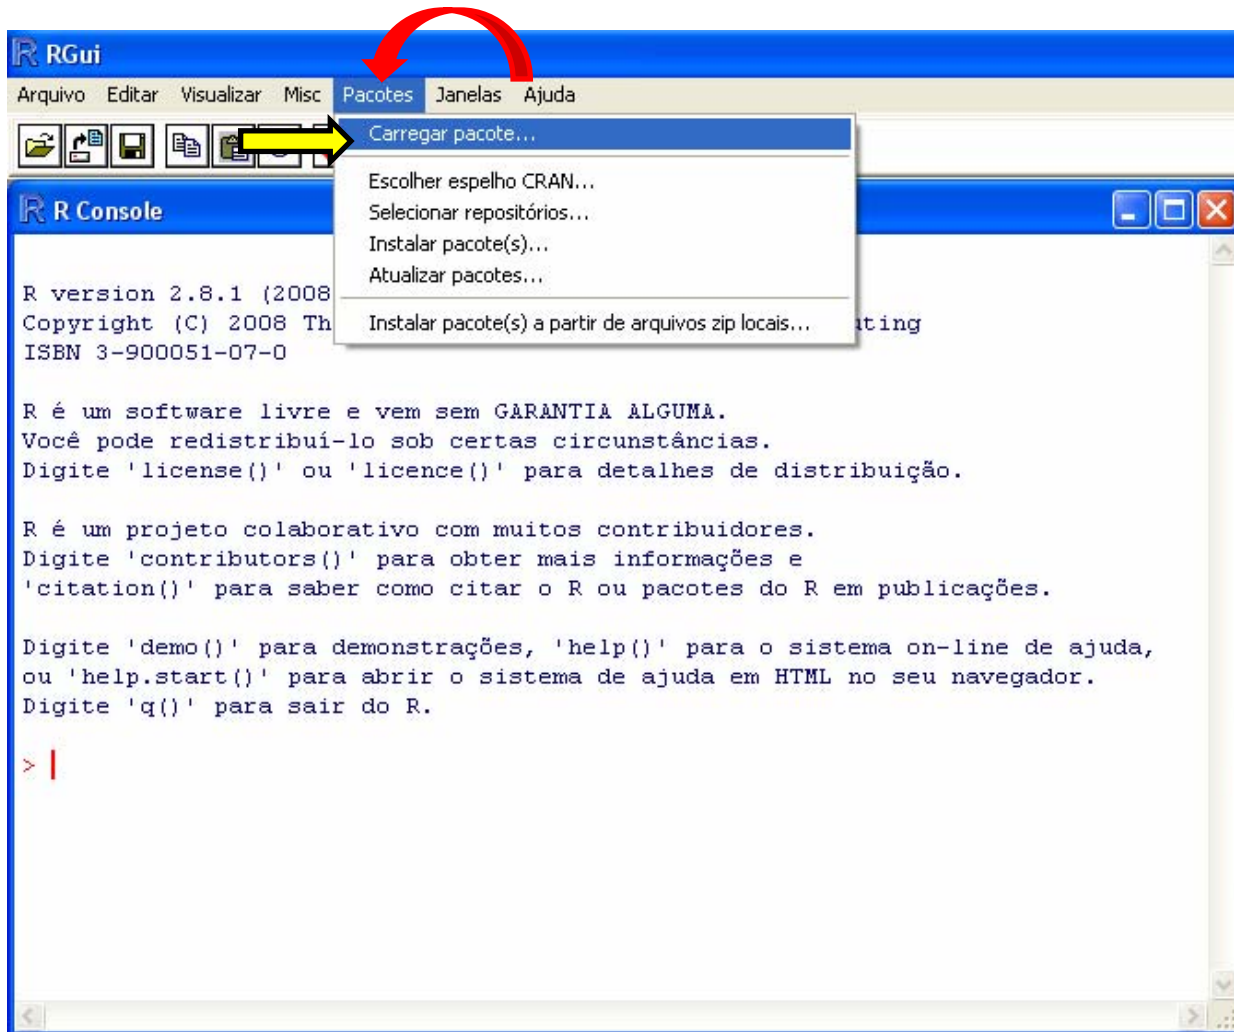 RGui
Arquivo Editar Visualizar Misc Pacotes Janelas Ajuda
Carregar pacote...
Escolher espelho CRAN...
Selecionar repositórios...
Instalar pacote(s)...
Atualizar pacotes...
Instalar pacote(s) a partir de arquivos zip locais...
R Console
R version 2.8.1 (2008
Copyright (C) 2008 Th uting
ISBN 3-900051-07-0
R é um software livre e vem sem GARANTIA ALGUMA.
Você pode redistribuí-lo sob certas circunstâncias.
Digite 'license()' ou 'licence()' para detalhes de distribuição.
R é um projeto colaborativo com muitos contribuidores.
Digite 'contributors()' para obter mais informações e
'citation()' para saber como citar o R ou pacotes do R em publicações.
Digite 'demo()' para demonstrações, 'help()' para o sistema on-line de ajuda,
ou 'help.start()' para abrir o sistema de ajuda em HTML no seu navegador.
Digite 'q()' para sair do R.
>